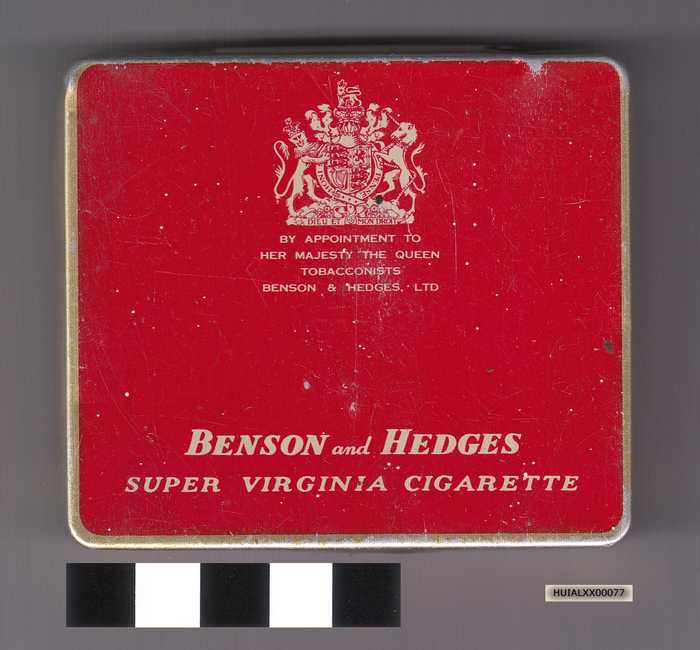 DIEU ET MON DROIT
BY APPOINTMENT TO
HER MAJESTY THE QUEEN
TOBACCONISTS
BENSON & HEDGES, LTD
BENSON and HEDGES
SUPER VIRGINIA CIGARETTE
HUIALXX00077